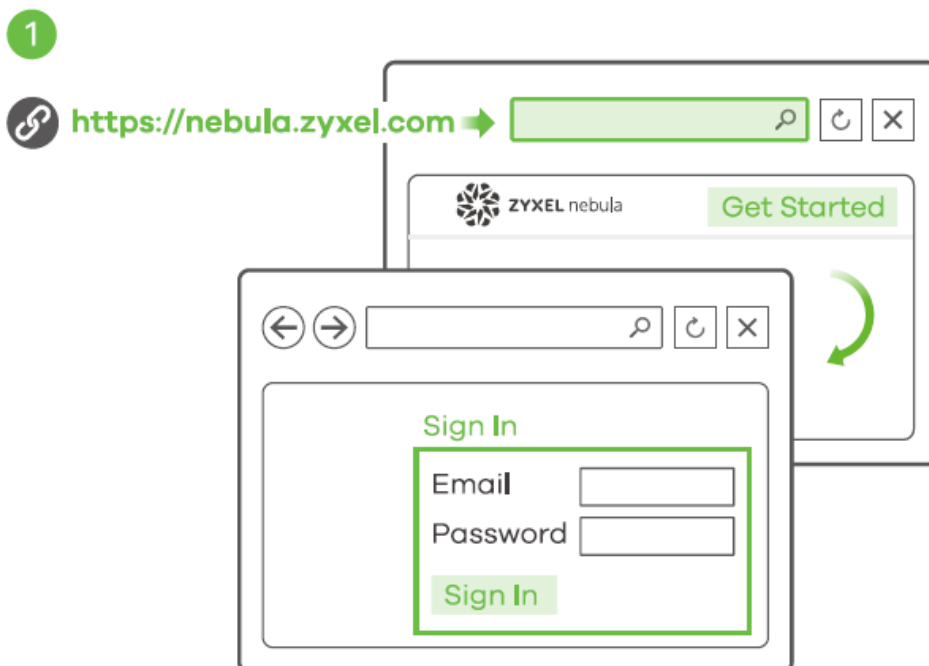 1
https://nebula.zyxel.com
ZYXEL nebula
Get Started
Sign In
Email
Password
Sign In